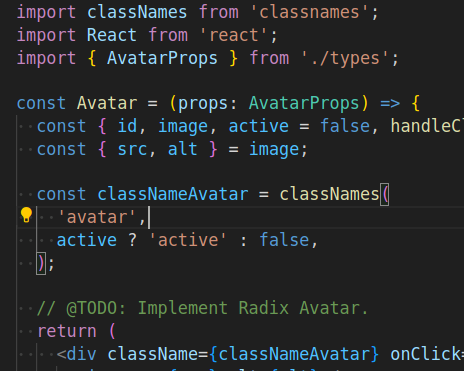 import classNames from 'classnames';
import React from 'react';
import { AvatarProps } from './types';
const Avatar = (props: AvatarProps) => {
const { id, image, active = false, handleCl
const { src, alt } = image;
const classNameAvatar = classNames(
'avatar',
active ? 'active' : false,
);
// @TODO: Implement Radix Avatar.
return (
<div className={classNameAvatar} onClick=